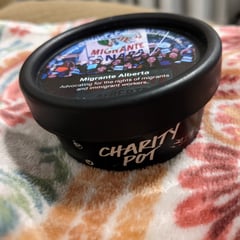 MIGRANTE
Migrante Alberta
Advocating for the rights of migrants
and immigrant workers.
CHARITY
POT